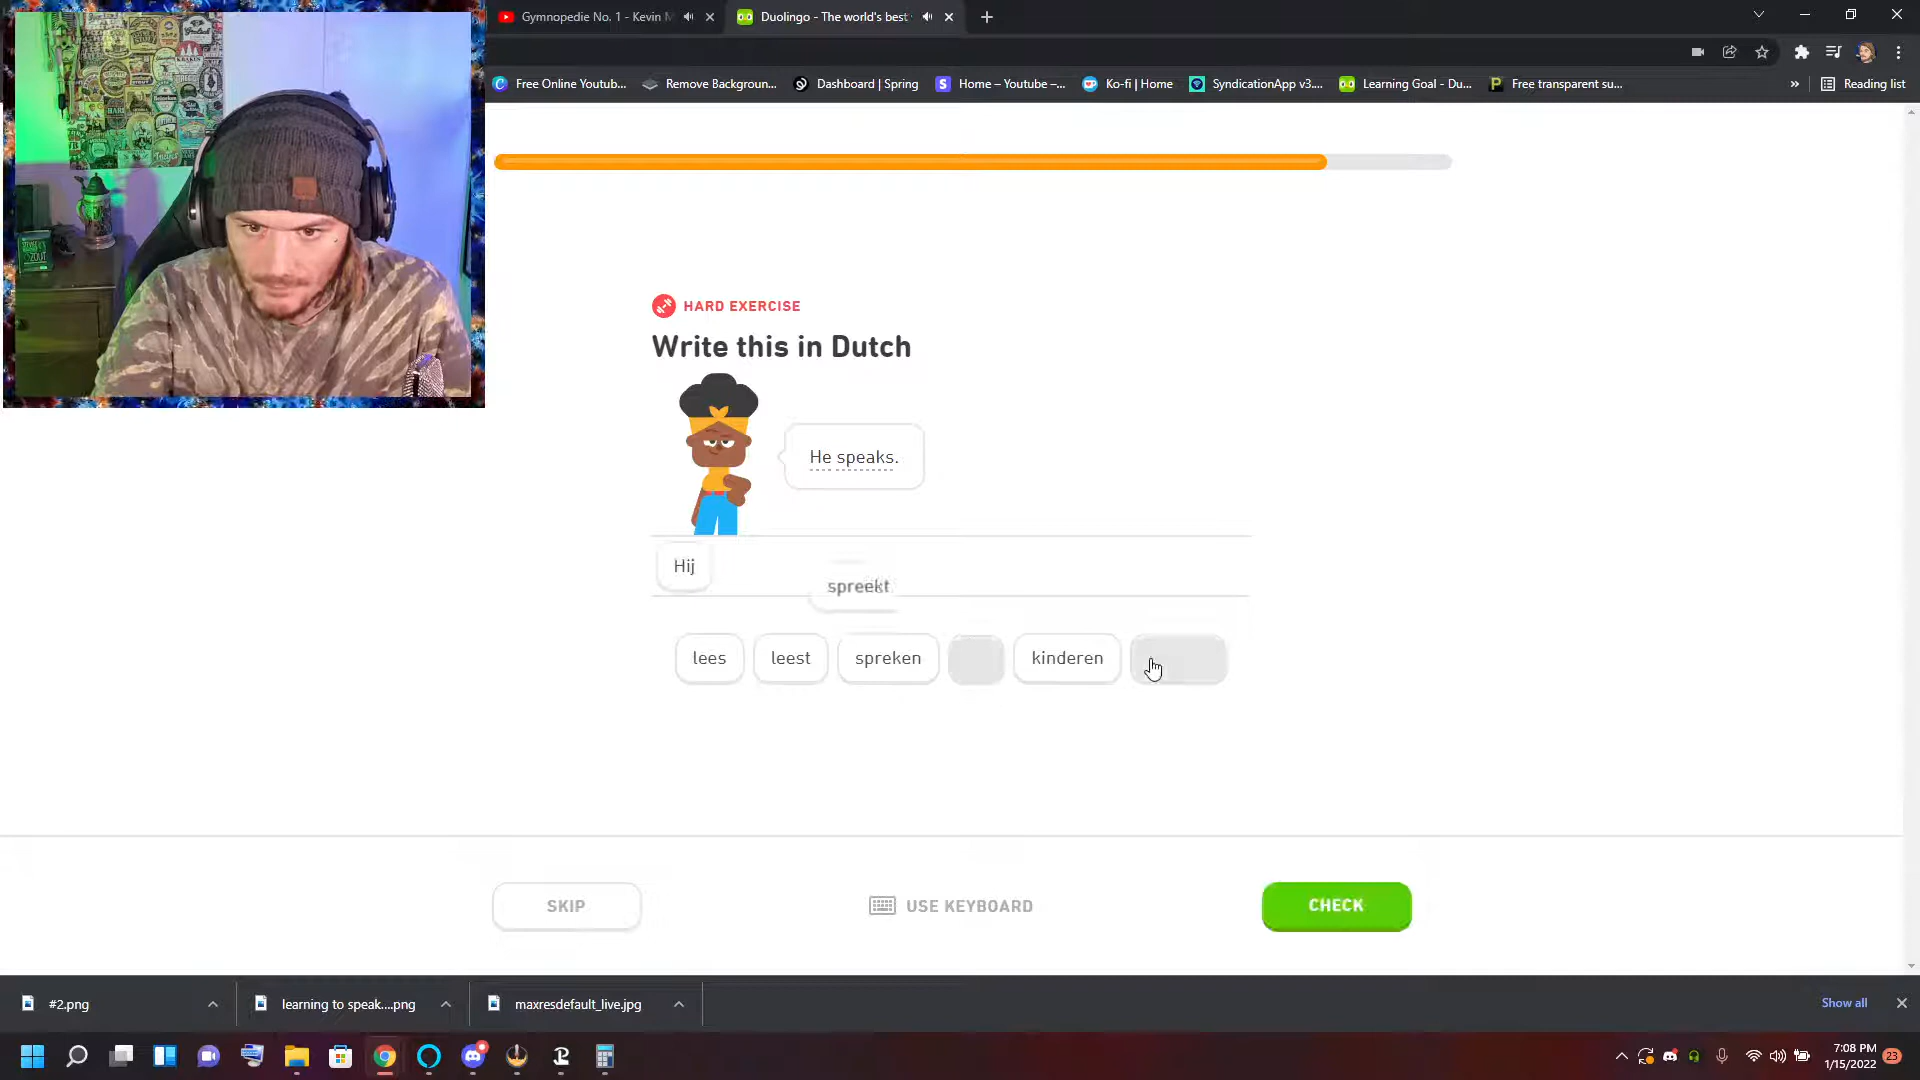 Gymnopedie No. 1 - Kevin M
Duolingo - The world's best
Free Online Youtub...
Remove Backgroun...
Dashboard | Spring
Home – Youtube –...
Ko-fi | Home
SyndicationApp v3....
Learning Goal - Du...
Free transparent su...
»
Reading list
HARD EXERCISE
Write this in Dutch
He speaks.
Hij
spreekt
lees
leest
spreken
kinderen
SKIP
USE KEYBOARD
CHECK
#2.png
learning to speak....png
maxresdefault_live.jpg
Show all
7:08 PM
1/15/2022
23